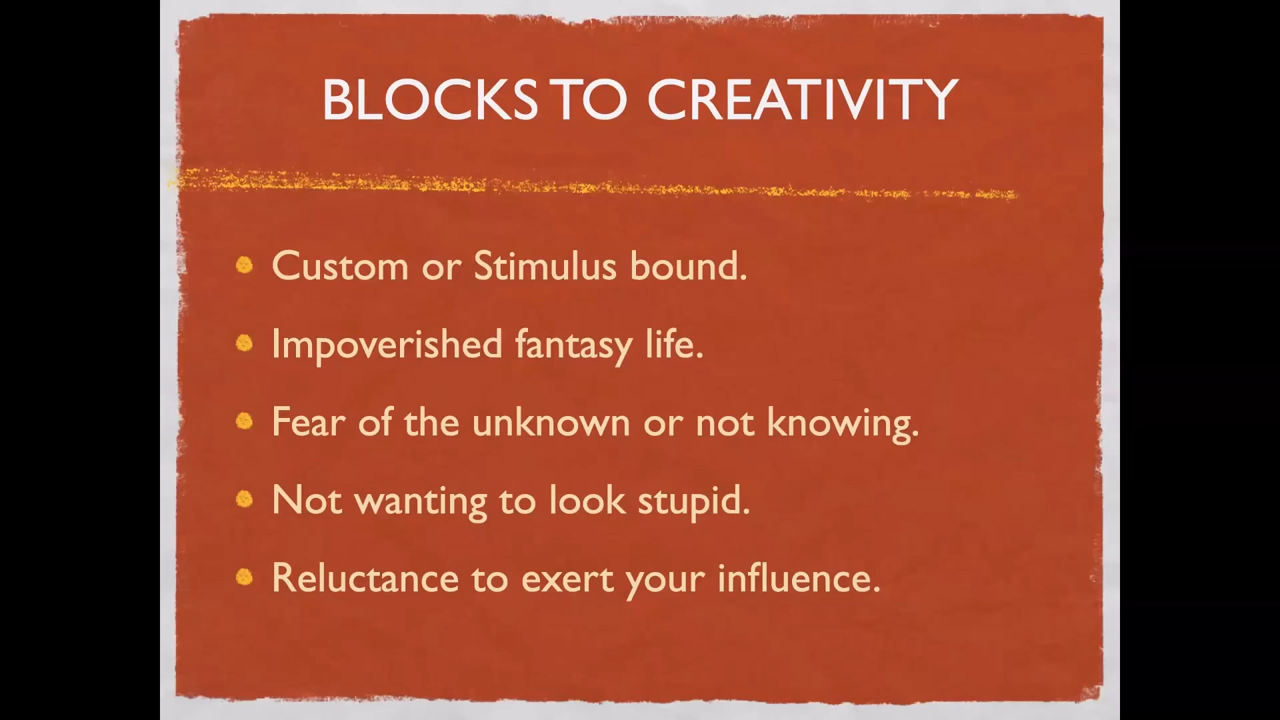 BLOCKS TO CREATIVITY
Custom or Stimulus bound.
Impoverished fantasy life.
Fear of the unknown or not knowing.
Not wanting to look stupid.
Reluctance to exert your influence.